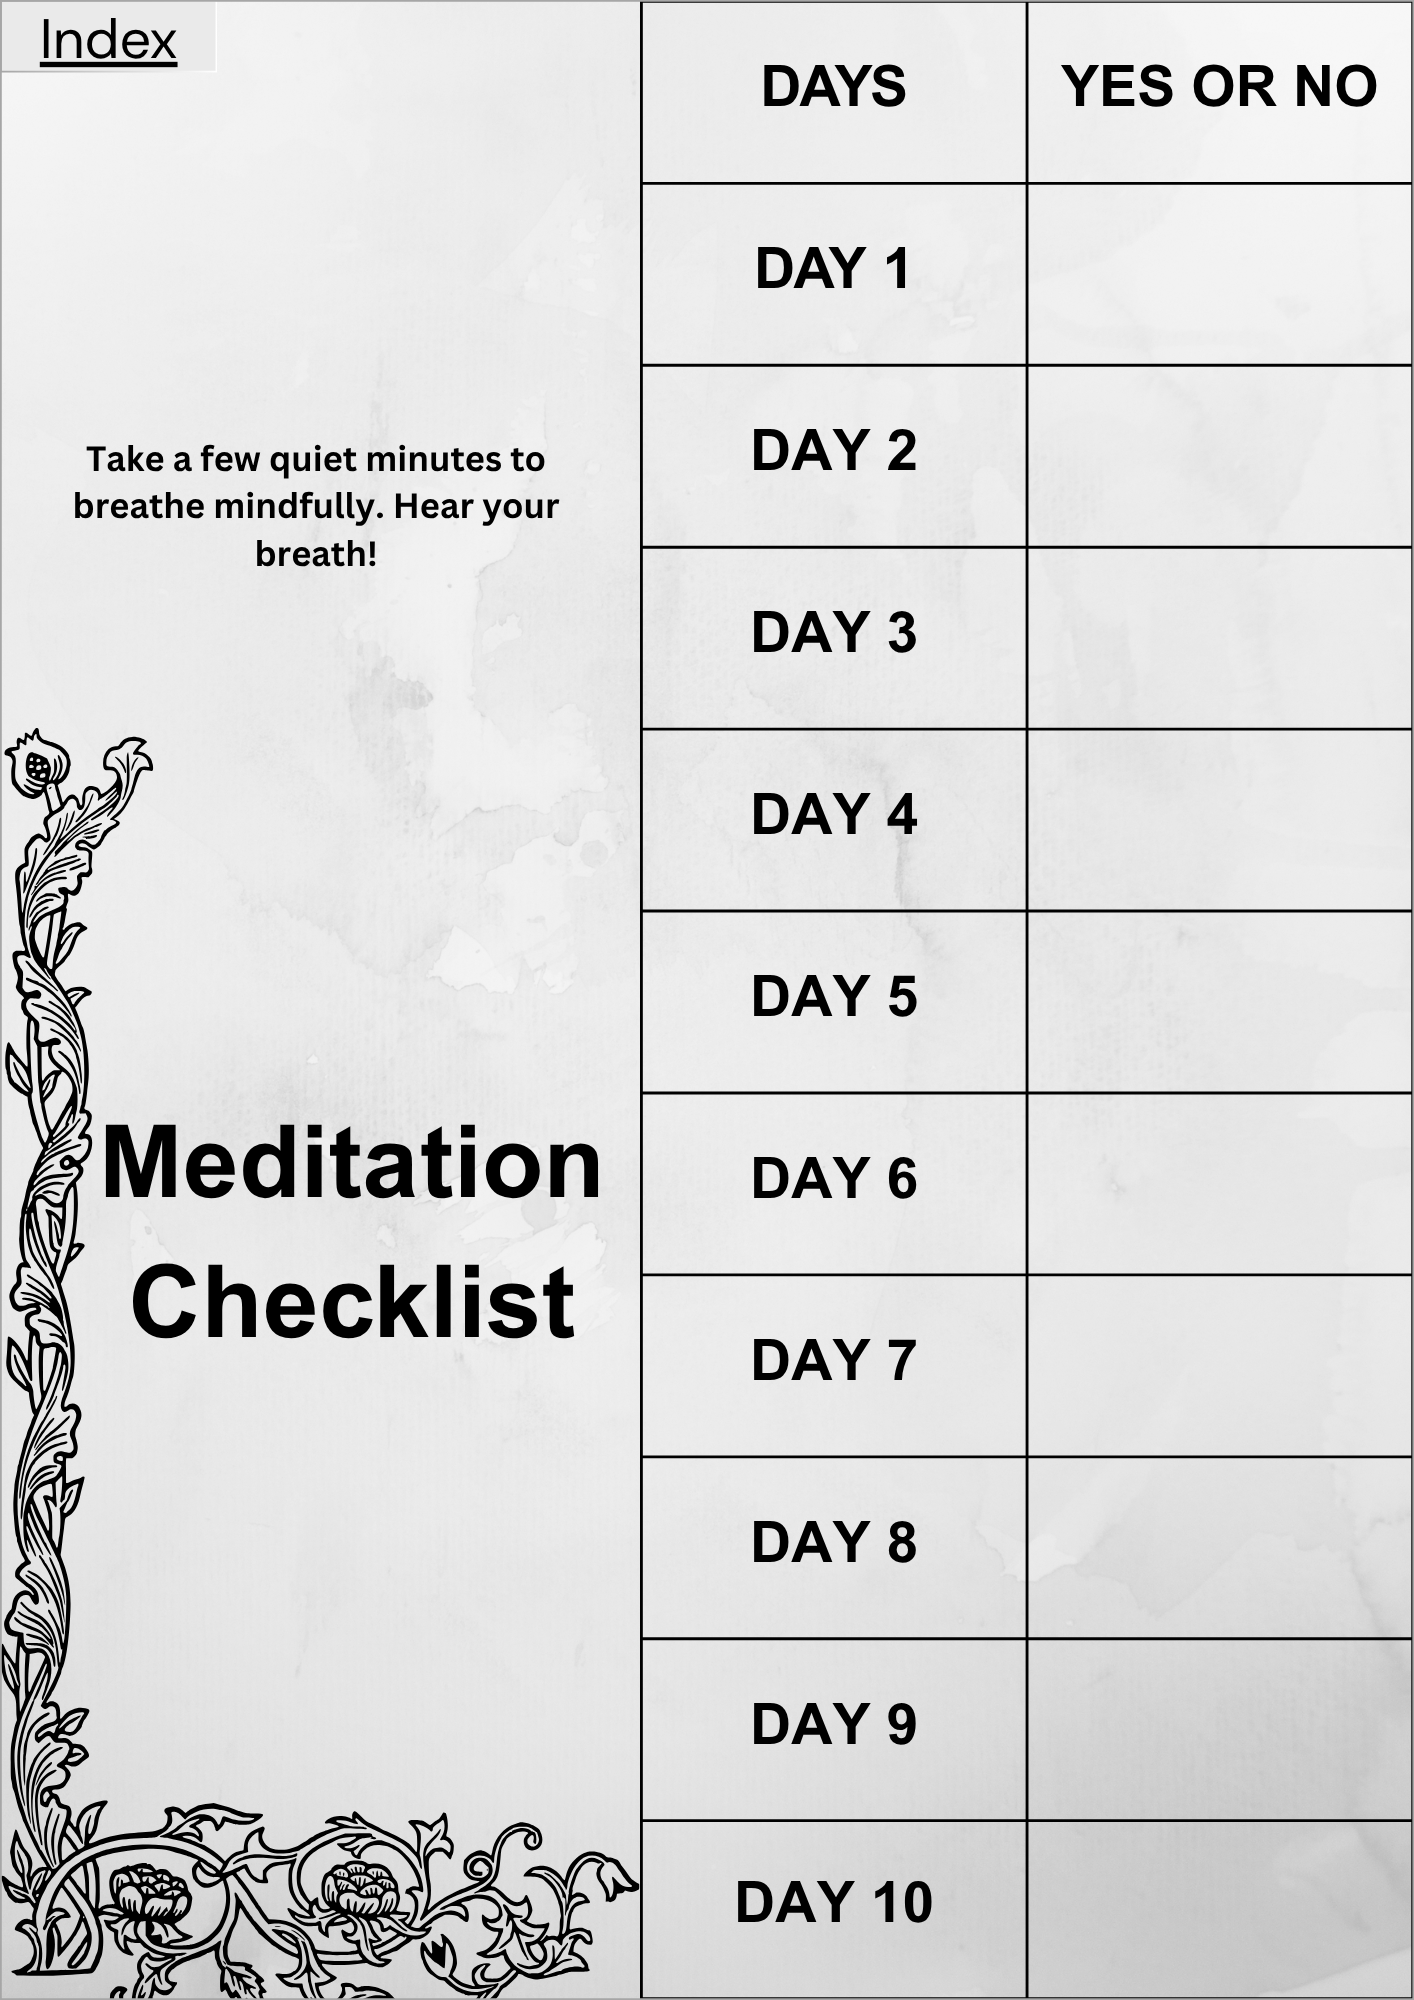 Index
Take a few quiet minutes to
breathe mindfully. Hear your
breath!
Meditation
Checklist
DAYS YES OR NO
DAY 1
DAY 2
DAY 3
DAY 4
DAY 5
DAY 6
DAY 7
DAY 8
DAY 9
DAY 10